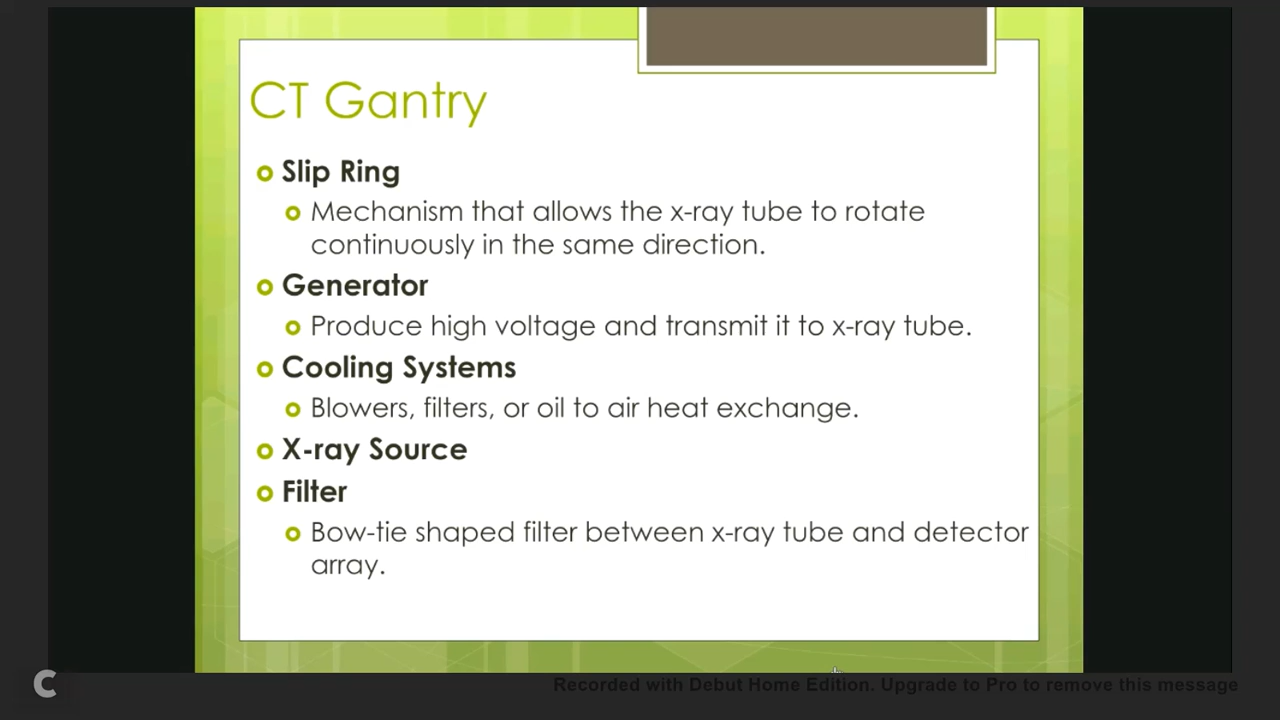 CT Gantry
Slip Ring
Mechanism that allows the x-ray tube to rotate
continuously in the same direction.
Generator
Produce high voltage and transmit it to x-ray tube.
Cooling Systems
Blowers, filters, or oil to air heat exchange.
X-ray Source
Filter
Bow-tie shaped filter between x-ray tube and detector
array.
C
Recorded with Debut Home Edition. Upgrade to Pro to remove this message